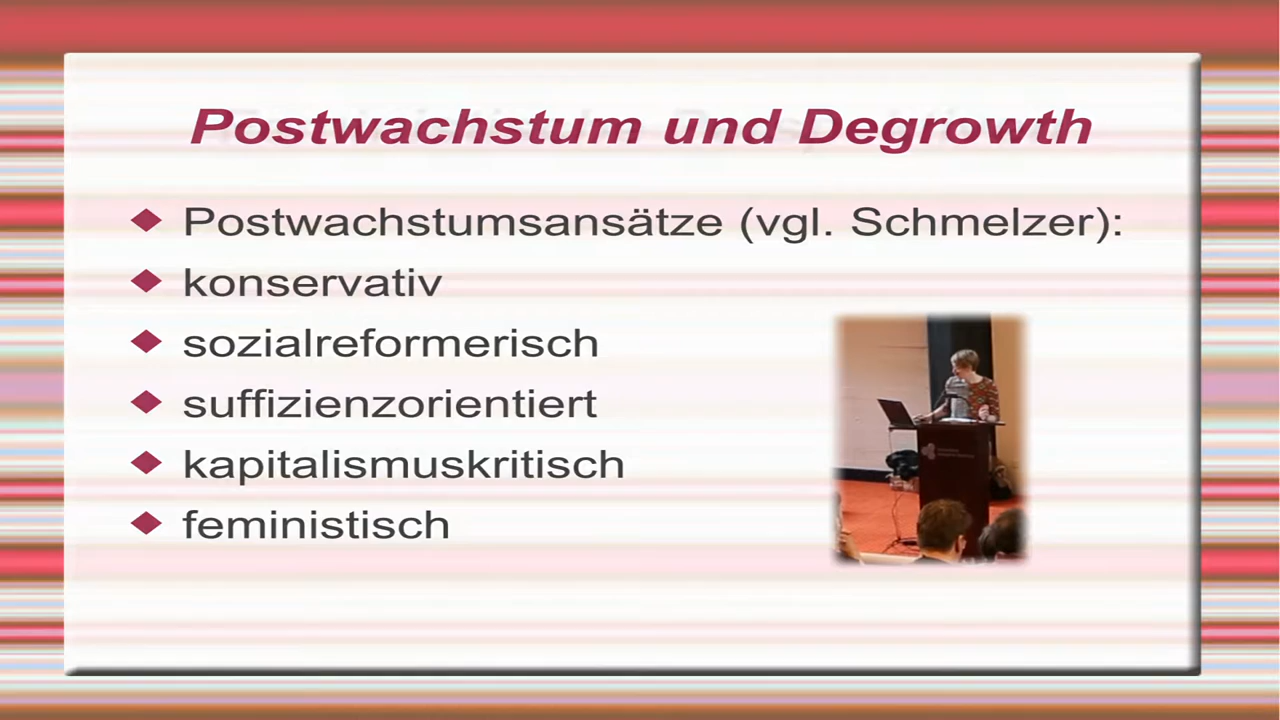 Postwachstum und Degrowth
Postwachstumsansätze (vgl. Schmelzer):
konservativ
sozialreformerisch
suffizienzorientiert
kapitalismuskritisch
feministisch